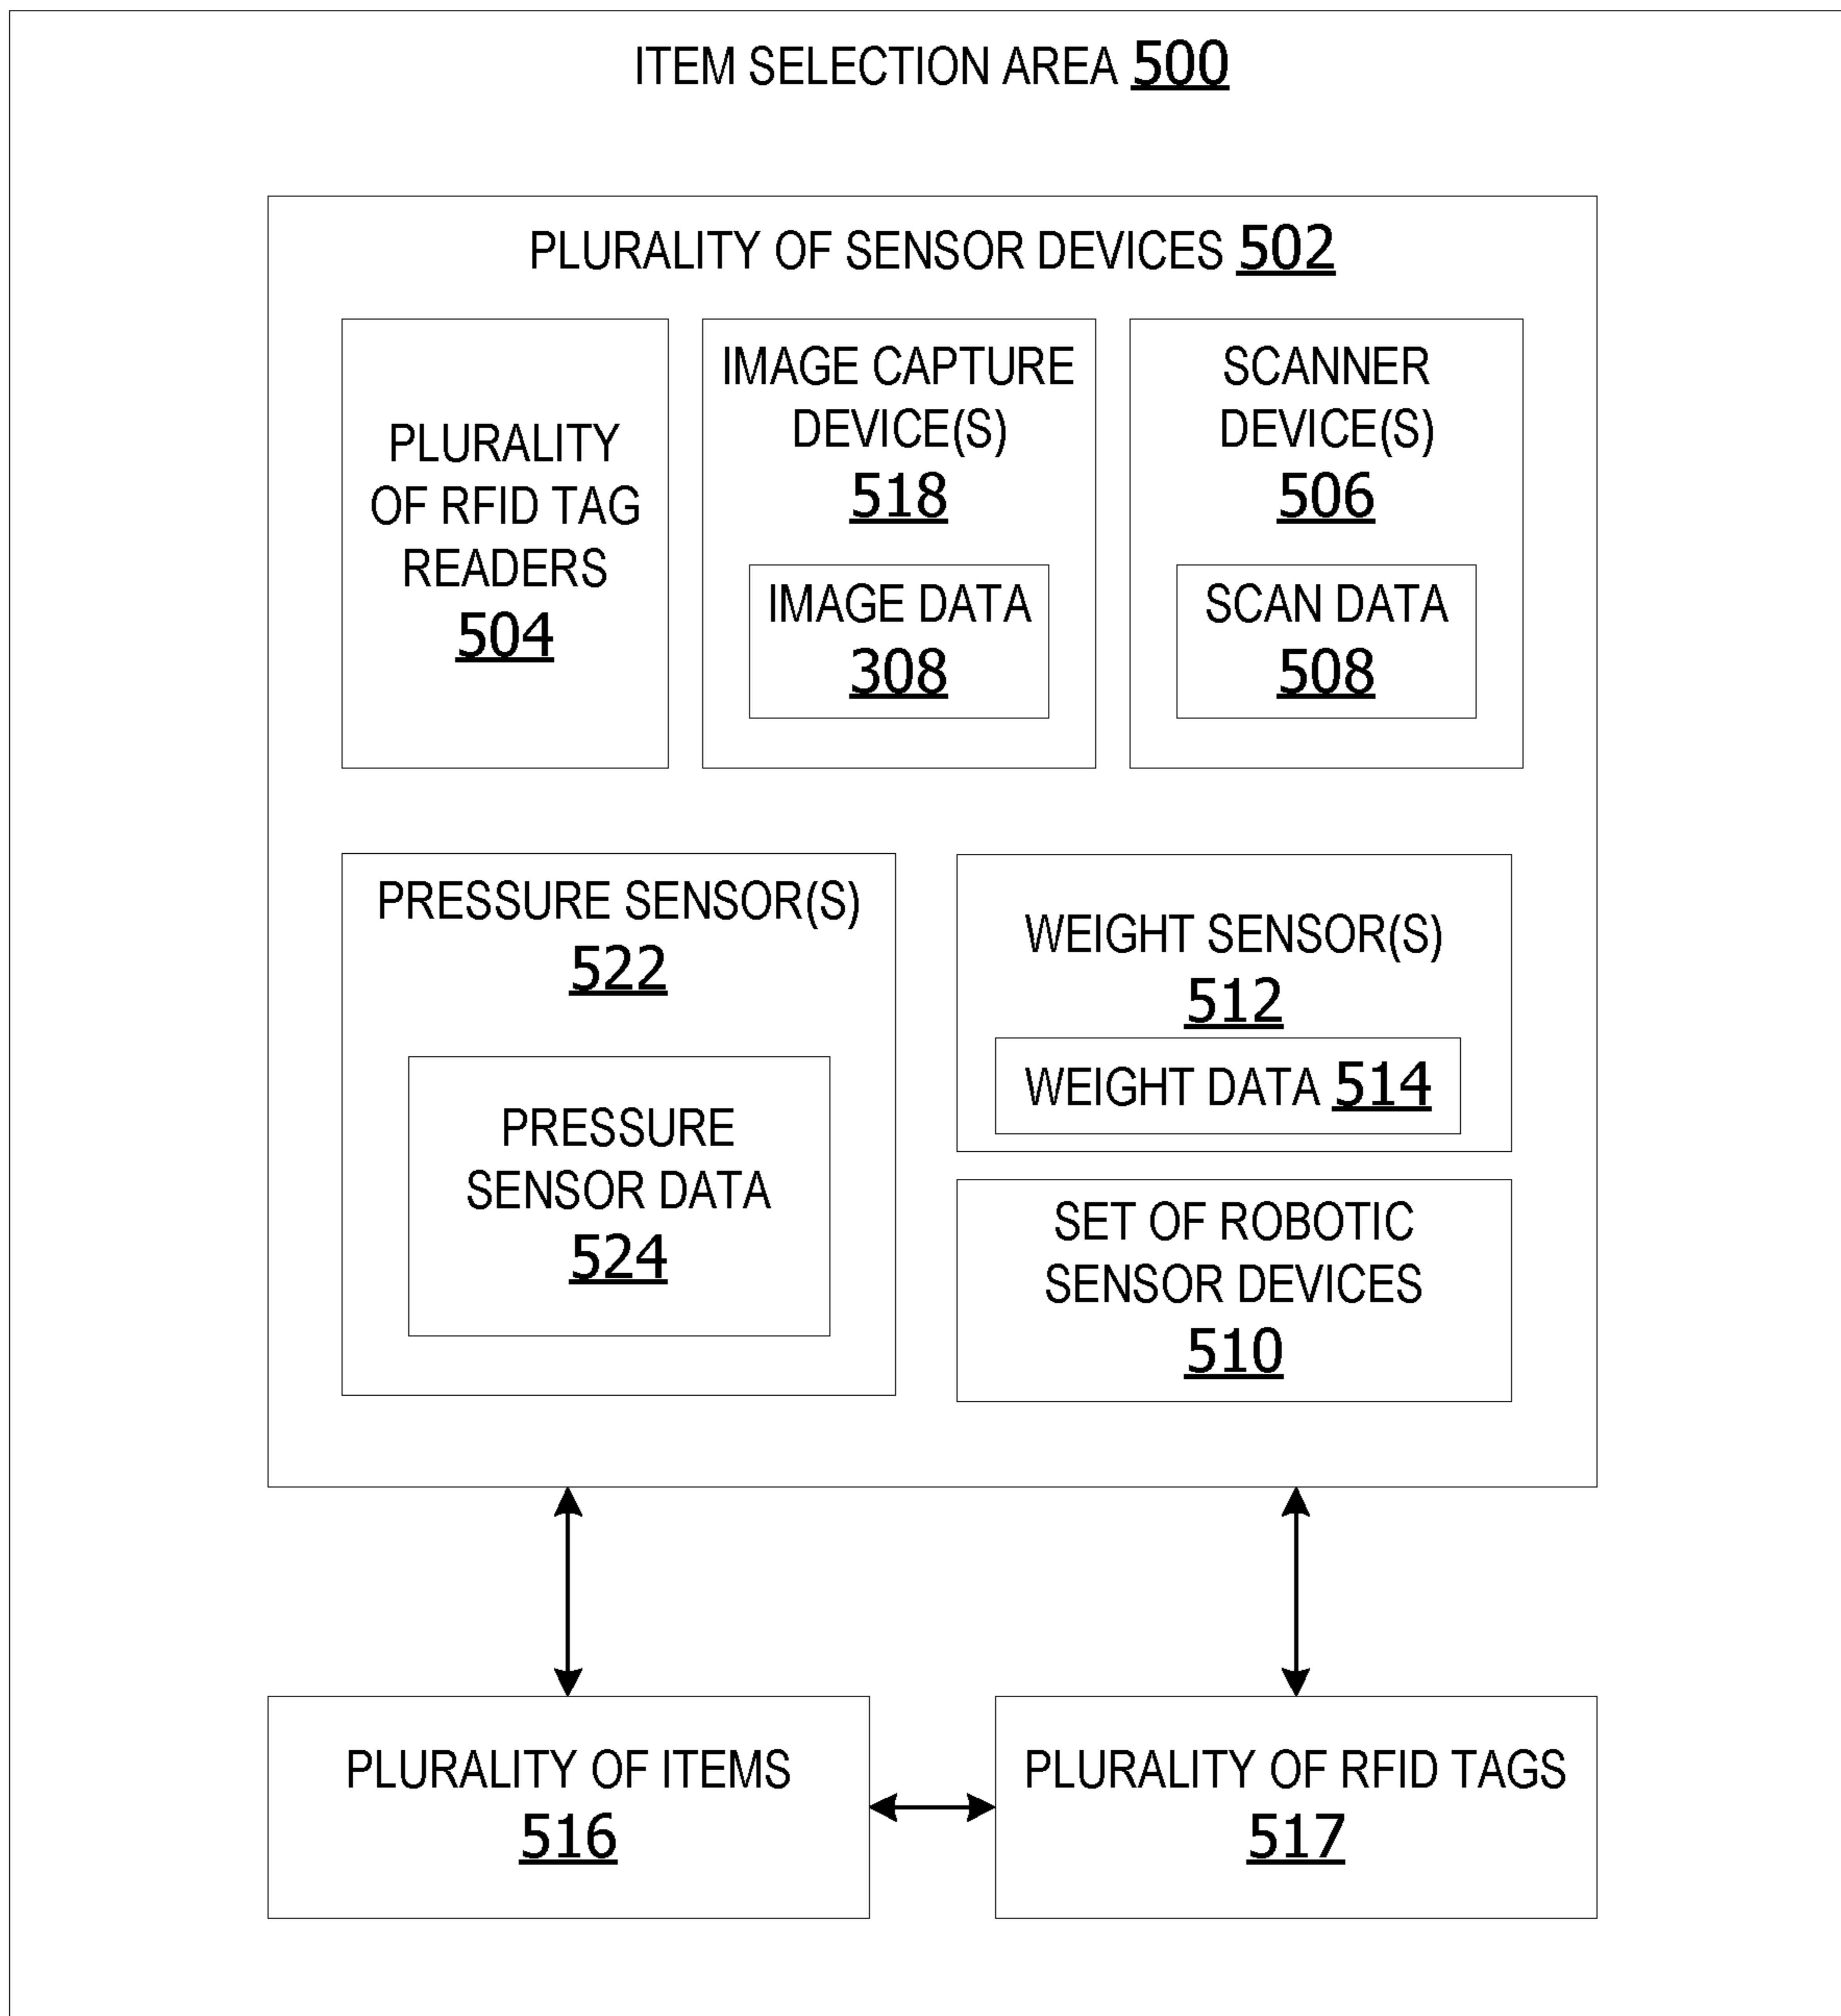 ITEM SELECTION AREA 500
PLURALITY OF SENSOR DEVICES 502
PLURALITY
OF RFID TAG
READERS
504
IMAGE CAPTURE
DEVICE(S)
518
IMAGE DATA
308
SCANNER
DEVICE(S)
506
SCAN DATA
508
PRESSURE SENSOR(S)
522
PRESSURE
SENSOR DATA
524
WEIGHT SENSOR(S)
512
WEIGHT DATA 514
SET OF ROBOTIC
SENSOR DEVICES
510
PLURALITY OF ITEMS
516
PLURALITY OF RFID TAGS
517